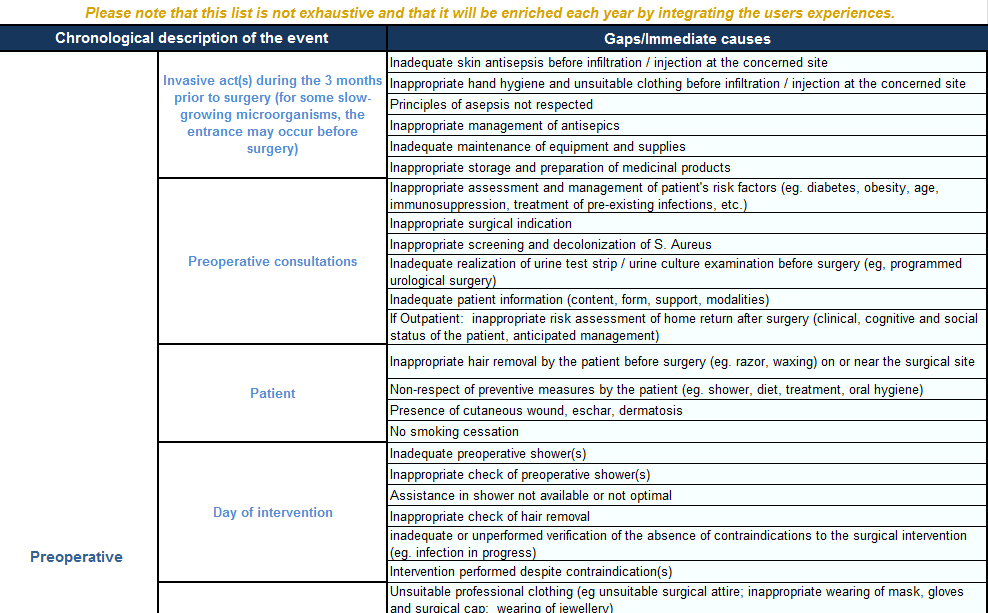 Please note that this list is not exhaustive and that it will be enriched each year by integrating the users experiences.
Chronological description of the event
Gaps/Immediate causes
Preoperative
Invasive act(s) during the 3 months
prior to surgery (for some slow-
growing microorganisms, the
entrance may occur before
surgery)
Inadequate skin antisepsis before infiltration / injection at the concerned site
Inappropriate hand hygiene and unsuitable clothing before infiltration / injection at the concerned site
Principles of asepsis not respected
Inappropriate management of antisepics
Inadequate maintenance of equipment and supplies
Inappropriate storage and preparation of medicinal products
Preoperative consultations
Inappropriate assessment and management of patient's risk factors (eg. diabetes, obesity, age,
immunosuppression, treatment of pre-existing infections, etc.)
Inappropriate surgical indication
Inappropriate screening and decolonization of S. Aureus
Inadequate realization of urine test strip / urine culture examination before surgery (eg, programmed
urological surgery)
Inadequate patient information (content, form, support, modalities)
If Outpatient:  inappropriate risk assessment of home return after surgery (clinical, cognitive and social
status of the patient, anticipated management)
Patient
Inappropriate hair removal by the patient before surgery (eg. razor, waxing) on or near the surgical site
Non-respect of preventive measures by the patient (eg. shower, diet, treatment, oral hygiene)
Presence of cutaneous wound, eschar, dermatosis
No smoking cessation
Day of intervention
Inadequate preoperative shower(s)
Inappropriate check of preoperative shower(s)
Assistance in shower not available or not optimal
Inappropriate check of hair removal
inadequate or unperformed verification of the absence of contraindications to the surgical intervention
(eg. infection in progress)
Intervention performed despite contraindication(s)
Unsuitable professional clothing (eg unsuitable surgical attire; inappropriate wearing of mask, gloves
and surgical cap;  wearing of jewellery)